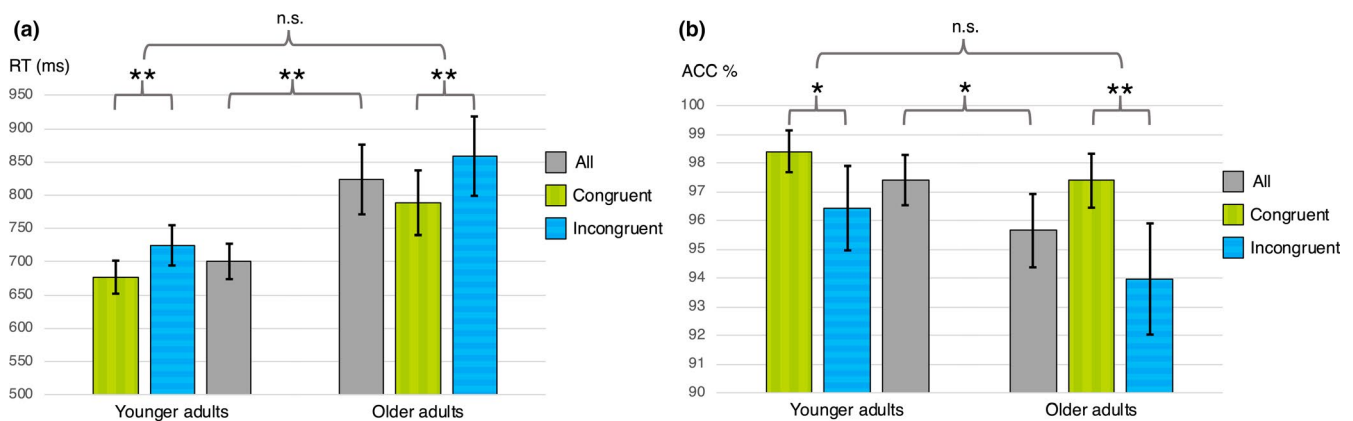 (a)
n.s.
RT (ms)
** ** **
950
900
850
800
750
700
650
600
550
500
Younger adults Older adults
All
Congruent
Incongruent
(b)
n.s.
ACC %
* * **
100
99
98
97
96
95
94
93
92
91
90
Younger adults Older adults
All
Congruent
Incongruent